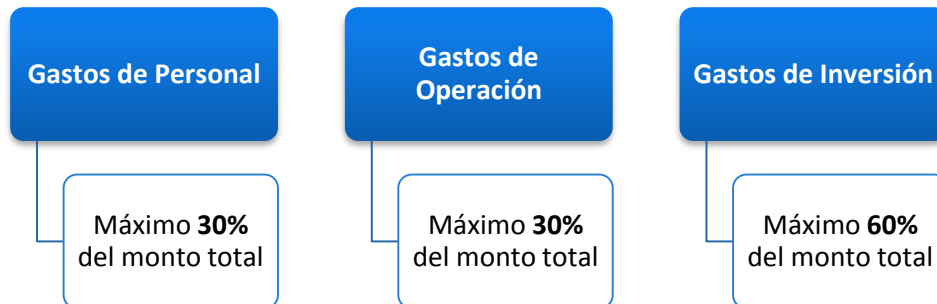 Gastos de Personal
Máximo 30%
del monto total
Gastos de
Operación
Máximo 30%
del monto total
Gastos de Inversión
Máximo 60%
del monto total